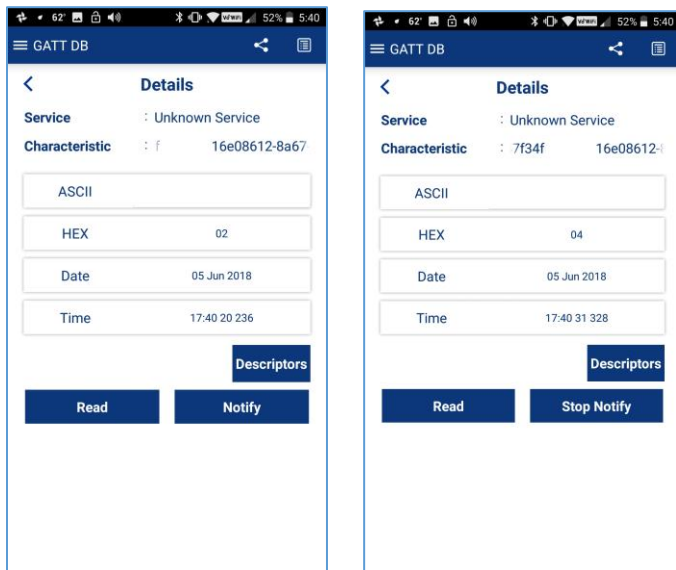 62° 52% 5:40
GATT DB
Details
Service : Unknown Service
Characteristic : f 16e08612-8a67
ASCII
HEX 02
Date 05 Jun 2018
Time 17:40 20 236
Descriptors
Read Notify
62° 52% 5:40
GATT DB
Details
Service : Unknown Service
Characteristic : 7f34f 16e08612-
ASCII
HEX 04
Date 05 Jun 2018
Time 17:40 31 328
Descriptors
Read Stop Notify